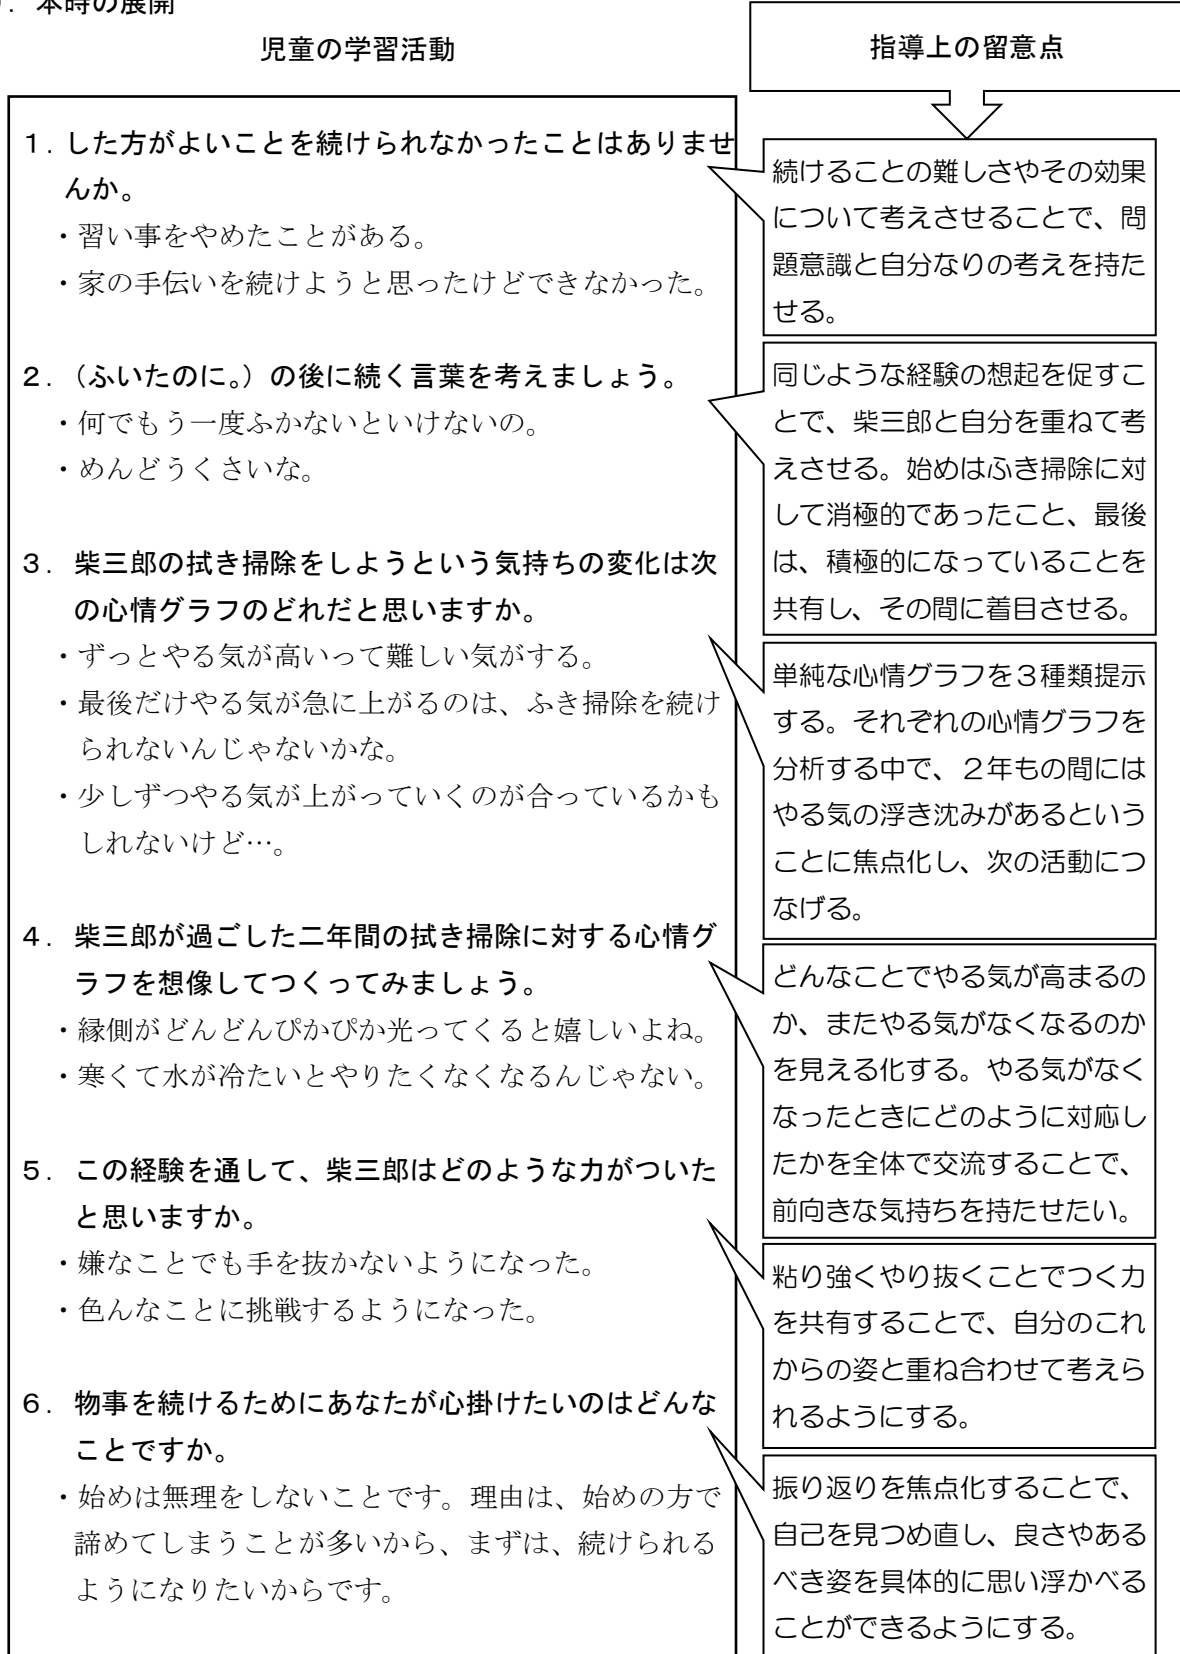 本時の展開
児童の学習活動
指導上の留意点
１．した方がよいことを続けられなかったことはありませ
んか。
・習い事をやめたことがある。
・家の手伝いを続けようと思ったけどできなかった。
続けることの難しさやその効果
について考えさせることで、問
題意識と自分なりの考えを持た
せる。
２．（ふいたのに。）の後に続く言葉を考えましょう。
・何でもう一度ふかないといけないの。
・めんどうくさいな。
同じような経験の想起を促すこ
とで、柴三郎と自分を重ねて考
えさせる。始めはふき掃除に対
して消極的であったこと、最後
は、積極的になっていることを
共有し、その間に着目させる。
３．柴三郎の拭き掃除をしようという気持ちの変化は次
の心情グラフのどれだと思いますか。
・ずっとやる気が高いって難しい気がする。
・最後だけやる気が急に上がるのは、ふき掃除を続け
られないんじゃないかな。
・少しずつやる気が上がっていくのが合っているかも
しれないけど…。
単純な心情グラフを３種類提示
する。それぞれの心情グラフを
分析する中で、２年もの間には
やる気の浮き沈みがあるという
ことに焦点化し、次の活動につ
なげる。
４．柴三郎が過ごした二年間の拭き掃除に対する心情グ
ラフを想像してつくってみましょう。
・縁側がどんどんぴかぴか光ってくると嬉しいよね。
・寒くて水が冷たいとやりたくなくなるんじゃない。
どんなことでやる気が高まるの
か、またやる気がなくなるのか
を見える化する。やる気がなく
なったときにどのように対応し
たかを全体で交流することで、
前向きな気持ちを持たせたい。
５．この経験を通して、柴三郎はどのような力がついた
と思いますか。
・嫌なことでも手を抜かないようになった。
・色んなことに挑戦するようになった。
粘り強くやり抜くことでつく力
を共有することで、自分のこれ
からの姿と重ね合わせて考えら
れるようにする。
６．物事を続けるためにあなたが心掛けたいのはどんな
ことですか。
・始めは無理をしないことです。理由は、始めの方で
諦めてしまうことが多いから、まずは、続けられる
ようになりたいからです。
振り返りを焦点化することで、
自己を見つめ直し、良さやある
べき姿を具体的に思い浮かべる
ことができるようにする。